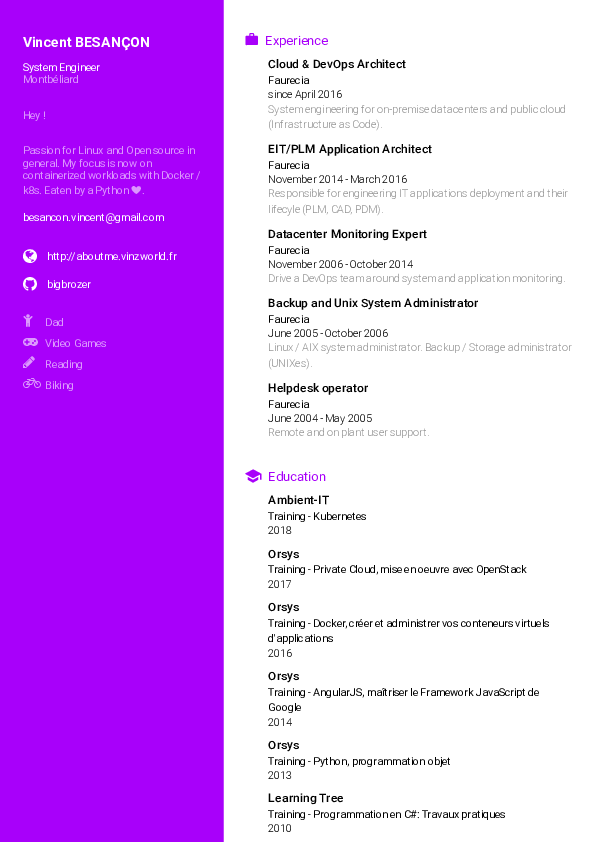 Vincent BESANÇON
System Engineer
Montbéliard
Hey !
Passion for Linux and Open source in
general. My focus is now on
containerized workloads with Docker /
k8s. Eaten by a Python ❤.
besancon.vincent@gmail.com
http://aboutme.vinzworld.fr
bigbrozer
Dad
Video Games
Reading
Biking
Experience
Cloud & DevOps Architect
Faurecia
since April 2016
System engineering for on-premise datacenters and public cloud
(Infrastructure as Code).
EIT/PLM Application Architect
Faurecia
November 2014 - March 2016
Responsible for engineering IT applications deployment and their
lifecyle (PLM, CAD, PDM).
Datacenter Monitoring Expert
Faurecia
November 2006 - October 2014
Drive a DevOps team around system and application monitoring.
Backup and Unix System Administrator
Faurecia
June 2005 - October 2006
Linux / AIX system administrator. Backup / Storage administrator
(UNIXes).
Helpdesk operator
Faurecia
June 2004 - May 2005
Remote and on plant user support.
Education
Ambient-IT
Training - Kubernetes
2018
Orsys
Training - Private Cloud, mise en oeuvre avec OpenStack
2017
Orsys
Training - Docker, créer et administrer vos conteneurs virtuels
d'applications
2016
Orsys
Training - AngularJS, maîtriser le Framework JavaScript de
Google
2014
Orsys
Training - Python, programmation objet
2013
Learning Tree
Training - Programmation en C# : Travaux pratiques
2010